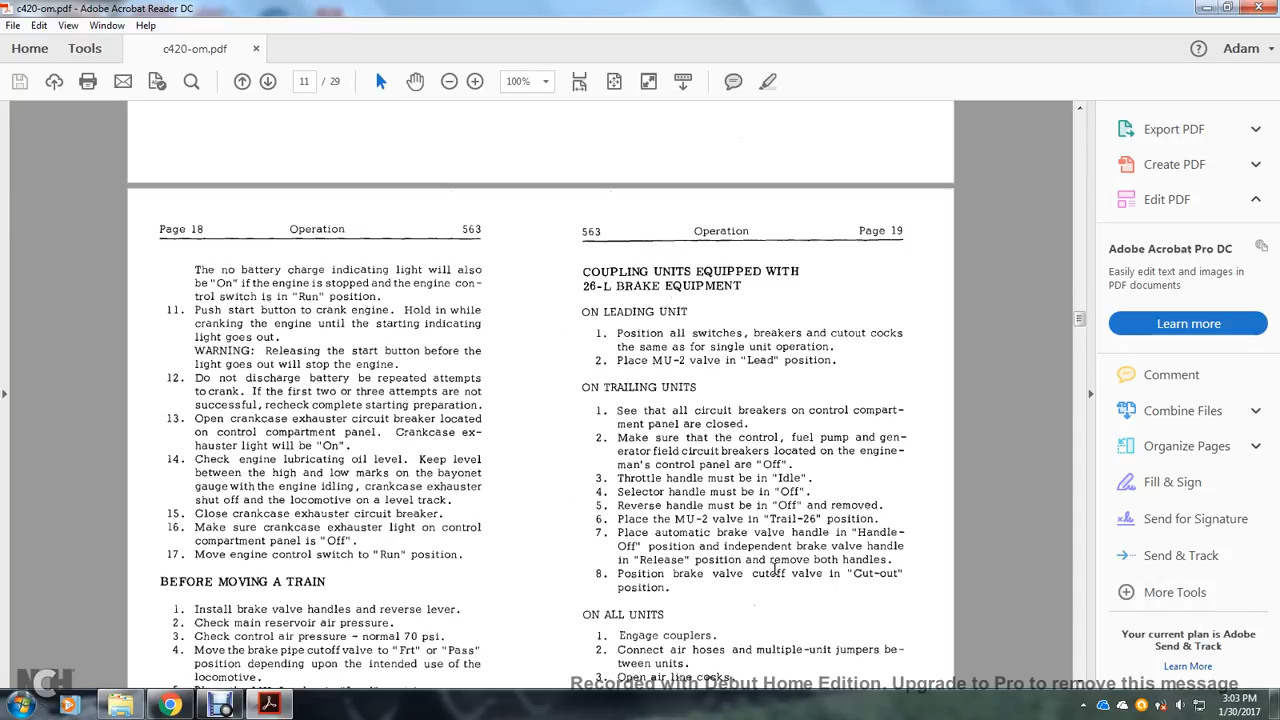 c420-om.pdf - Adobe Acrobat Reader DC
File Edit View Window Help
Home Tools c420-om.pdf × Adam
11 / 29 100%
Page 18 Operation 563
The no battery charge indicating light will also
be "On" if the engine is stopped and the engine con-
trol switch is in "Run" position.
11. Push start button to crank engine. Hold in while
cranking the engine until the starting indicating
light goes out.
WARNING: Releasing the start button before the
light goes out will stop the engine.
12. Do not discharge battery be repeated attempts
to crank. If the first two or three attempts are not
successful, recheck complete starting preparation.
13. Open crankcase exhauster circuit breaker located
on control compartment panel. Crankcase ex-
hauster light will be "On".
14. Check engine lubricating oil level. Keep level
between the high and low marks on the bayonet
gauge with the engine idling, crankcase exhauster
shut off and the locomotive on a level track.
15. Close crankcase exhauster circuit breaker.
16. Make sure crankcase exhauster light on control
compartment panel is "Off".
17. Move engine control switch to "Run" position.
BEFORE MOVING A TRAIN
1. Install brake valve handles and reverse lever.
2. Check main reservoir air pressure.
3. Check control air pressure - normal 70 psi.
4. Move the brake pipe cutoff valve to "Frt" or "Pass"
position depending upon the intended use of the
locomotive.
563 Operation Page 19
COUPLING UNITS EQUIPPED WITH
26-L BRAKE EQUIPMENT
ON LEADING UNIT
1. Position all switches, breakers and cutout cocks
the same as for single unit operation.
2. Place MU-2 valve in "Lead" position.
ON TRAILING UNITS
1. See that all circuit breakers on control compart-
ment panel are closed.
2. Make sure that the control, fuel pump and gen-
erator field circuit breakers located on the engine-
man's control panel are "Off".
3. Throttle handle must be in "Idle".
4. Selector handle must be in "Off".
5. Reverse handle must be in "Off" and removed.
6. Place the MU-2 valve in "Trail-26" position.
7. Place automatic brake valve handle in "Handle-
Off" position and independent brake valve handle
in "Release" position and remove both handles.
8. Position brake valve cutoff valve in "Cut-out"
position.
ON ALL UNITS
1. Engage couplers.
2. Connect air hoses and multiple-unit jumpers be-
tween units.
3. Open air line cocks.
Export PDF
Create PDF
Edit PDF
Adobe Acrobat Pro DC
Easily edit text and images in
PDF documents
Learn more
Comment
Combine Files
Organize Pages
Fill & Sign
Send for Signature
Send & Track
More Tools
Your current plan is Adobe
Send & Track
Learn More
NCH
Recorded with Debut Home Edition. Upgrade to Pro to remove this message
3:03 PM
1/30/2017